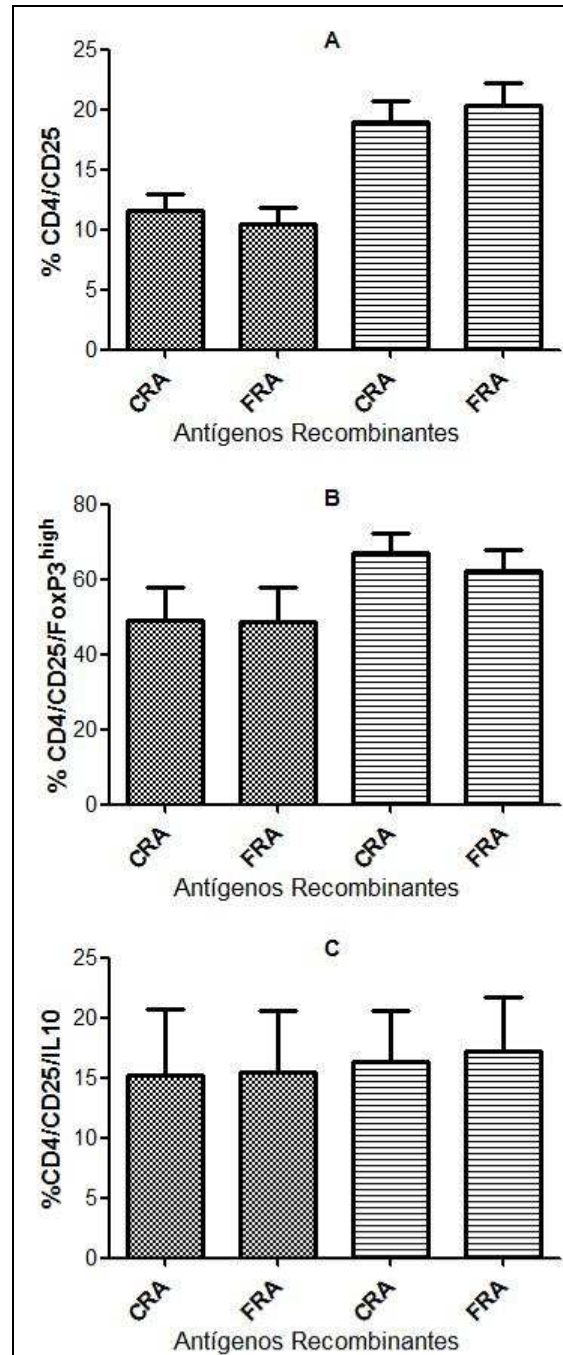 A
% CD4/CD25
25
20
15
10
5
0
CRA
FRA
CRA
FRA
Antígenos Recombinantes
B
% CD4/CD25/FoxP3high
80
60
40
20
0
CRA
FRA
CRA
FRA
Antígenos Recombinantes
C
%CD4/CD25/IL10
25
20
15
10
5
0
CRA
FRA
CRA
FRA
Antígenos Recombinantes